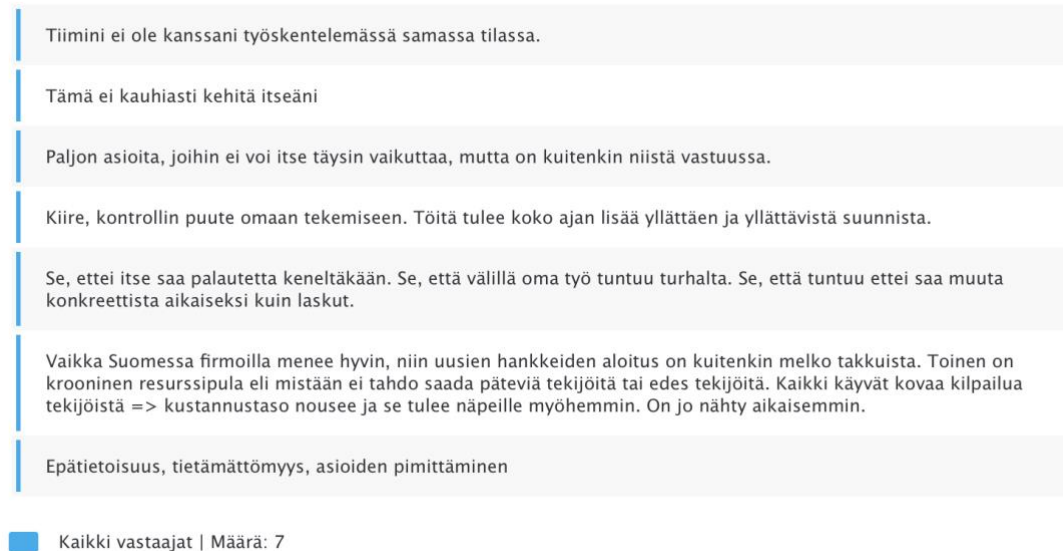 Tiimini ei ole kanssani työskentelemässä samassa tilassa.
Tämä ei kauhiasti kehitä itseäni
Paljon asioita, joihin ei voi itse täysin vaikuttaa, mutta on kuitenkin niistä vastuussa.
Kiire, kontrollin puute omaan tekemiseen. Töitä tulee koko ajan lisää yllättäen ja yllättävistä suunnista.
Se, ettei itse saa palautetta keneltäkään. Se, että välillä oma työ tuntuu turhalta. Se, että tuntuu ettei saa muuta
konkreettista aikaiseksi kuin laskut.
Vaikka Suomessa firmoilla menee hyvin, niin uusien hankkeiden aloitus on kuitenkin melko takkuista. Toinen on
krooninen resurssipula eli mistään ei tahdo saada päteviä tekijöitä tai edes tekijöitä. Kaikki käyvät kovaa kilpailua
tekijöistä => kustannustaso nousee ja se tulee näpeille myöhemmin. On jo nähty aikaisemmin.
Epätietoisuus, tietämättömyys, asioiden pimittäminen
Kaikki vastaajat | Määrä: 7